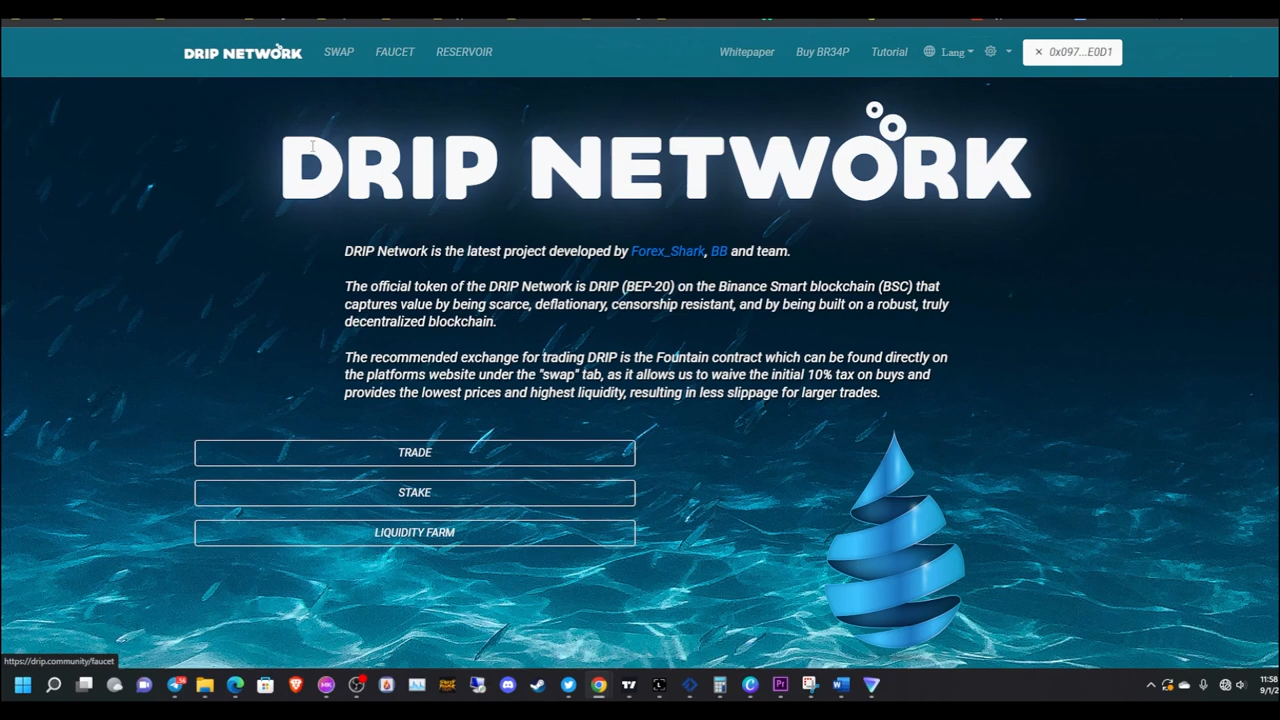 DRIP NETWORK SWAP FAUCET RESERVOIR Whitepaper Buy BR34P Tutorial Lang 0x097...E0D1
DRIP NETWORK
DRIP Network is the latest project developed by Forex_Shark, BB and team.
The official token of the DRIP Network is DRIP (BEP-20) on the Binance Smart blockchain (BSC) that
captures value by being scarce, deflationary, censorship resistant, and by being built on a robust, truly
decentralized blockchain.
The recommended exchange for trading DRIP is the Fountain contract which can be found directly on
the platforms website under the "swap" tab, as it allows us to waive the initial 10% tax on buys and
provides the lowest prices and highest liquidity, resulting in less slippage for larger trades.
TRADE
STAKE
LIQUIDITY FARM
https://drip.community/faucet
11:58
9/1/2